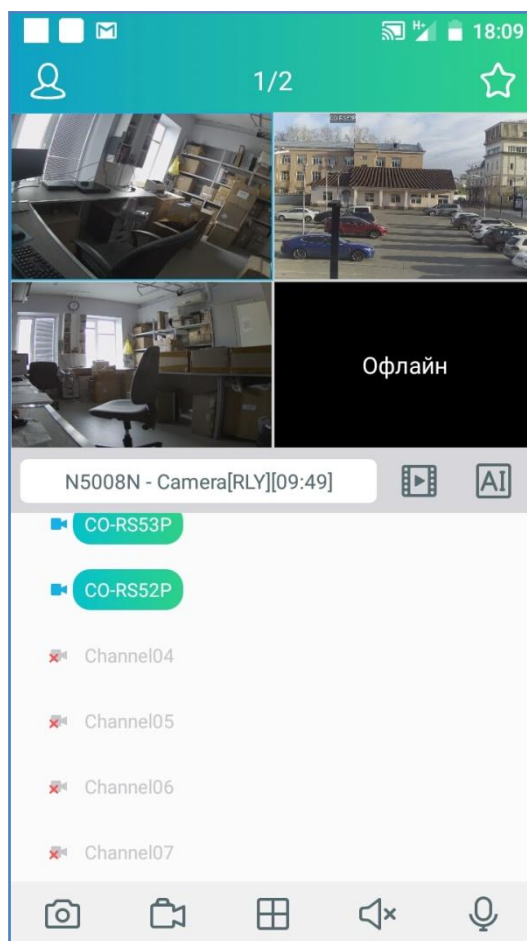 18:09
1/2
Офлайн
N5008N - Camera[RLY][09:49]
AI
CO-RS53P
CO-RS52P
Channel04
Channel05
Channel06
Channel07